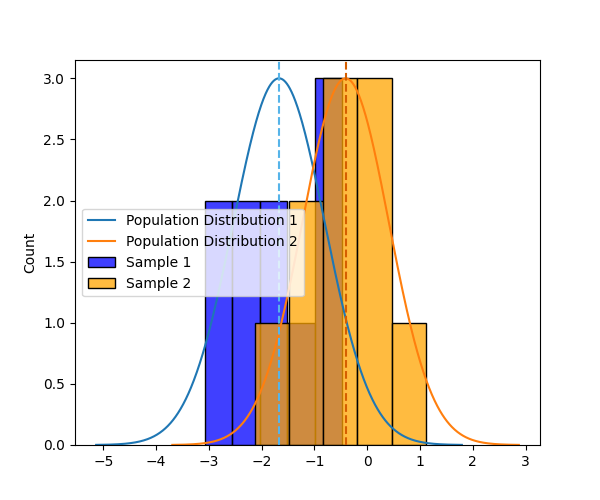 3.0
2.5
2.0
1.5
1.0
0.5
0.0
Count
Population Distribution 1
Population Distribution 2
Sample 1
Sample 2
−5 −4 −3 −2 −1 0 1 2 3